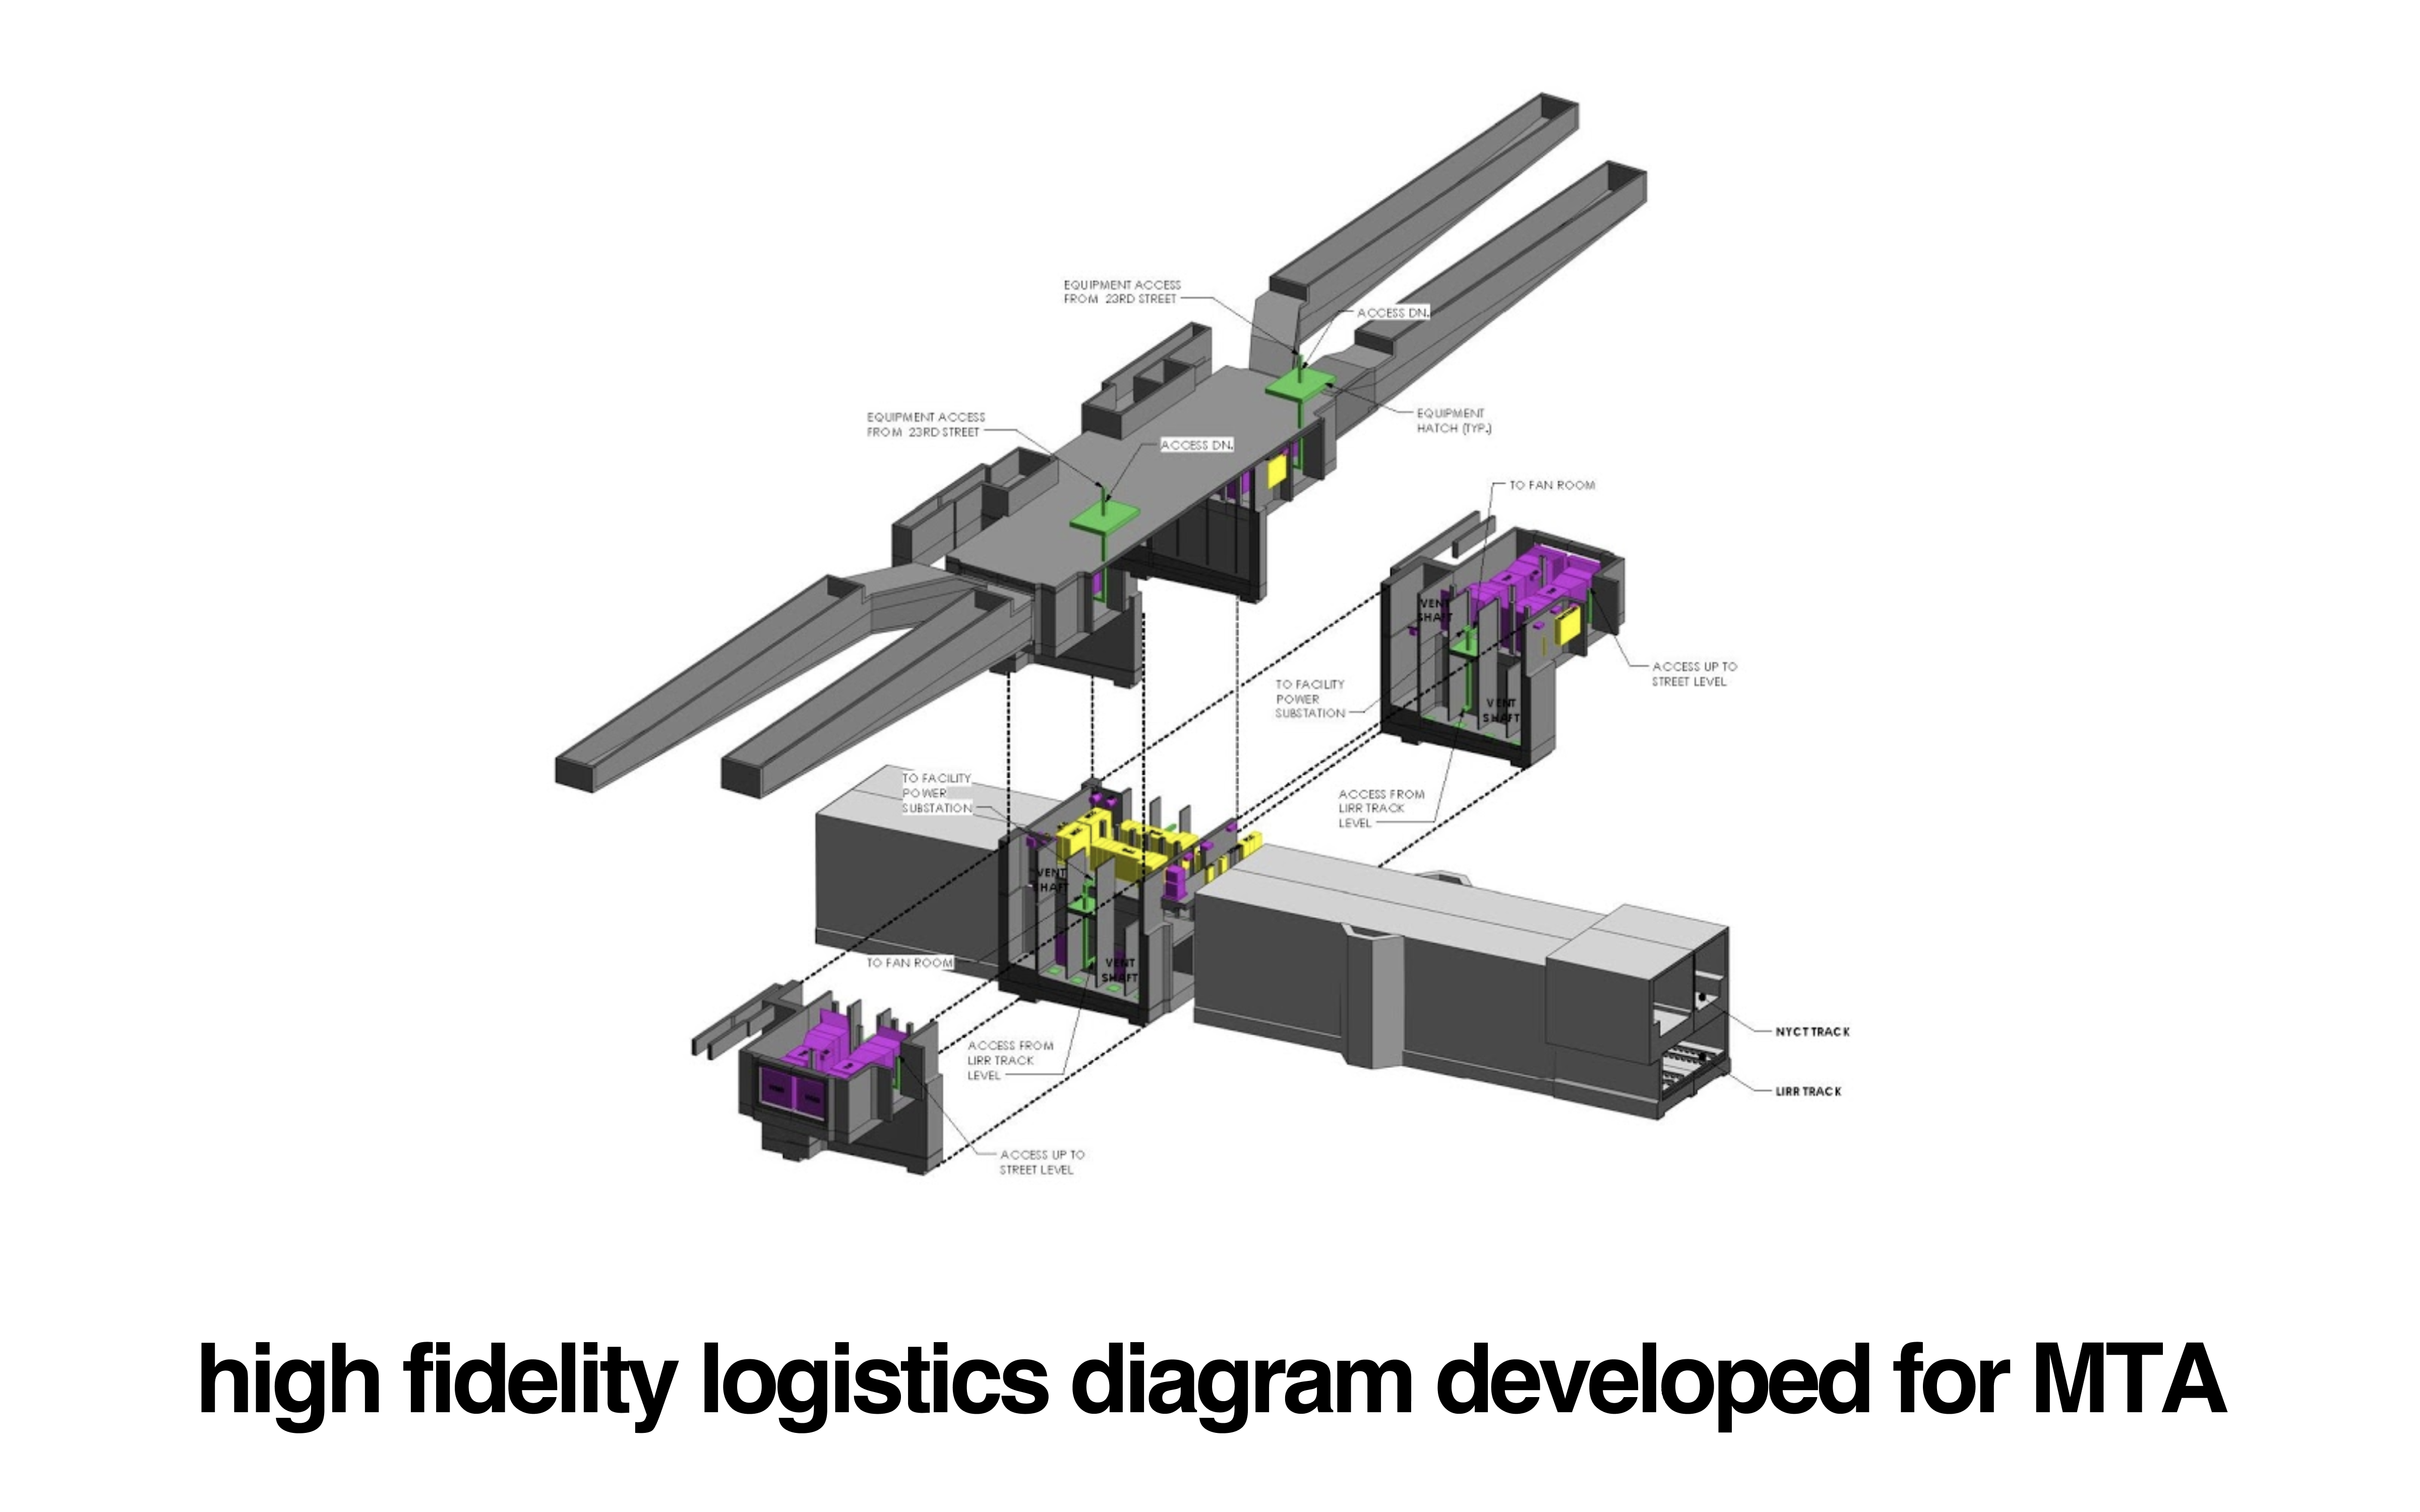 EQUIPMENT ACCESS
FROM 23RD STREET
ACCESS DN.
EQUIPMENT ACCESS
FROM 23RD STREET
ACCESS DN.
EQUIPMENT
HATCH (TYP.)
TO FAN ROOM
VENT
SHAFT
ACCESS UP TO
STREET LEVEL
TO FACILITY
POWER
SUBSTATION
VENT
SHAFT
TO FACILITY
POWER
SUBSTATION
ACCESS FROM
LIRR TRACK
LEVEL
VENT
SHAFT
TO FAN ROOM
VENT
SHAFT
NYCT TRACK
ACCESS FROM
LIRR TRACK
LEVEL
LIRR TRACK
ACCESS UP TO
STREET LEVEL
high fidelity logistics diagram developed for MTA